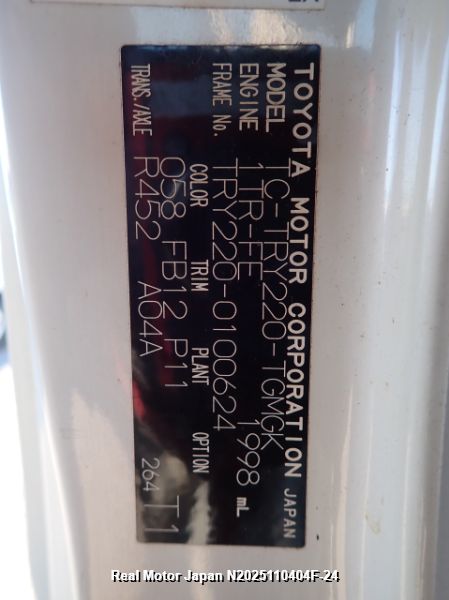 TOYOTA MOTOR CORPORATION JAPAN
MODEL TC-TRY220-TGMGK
ENGINE 1TR-FE 1998 mL
FRAME No. TRY220-0100624
COLOR TRIM PLANT OPTION
058 FB12 P11
TRANS./AXLE R452 A04A
264 T1
Real Motor Japan N2025110404F-24